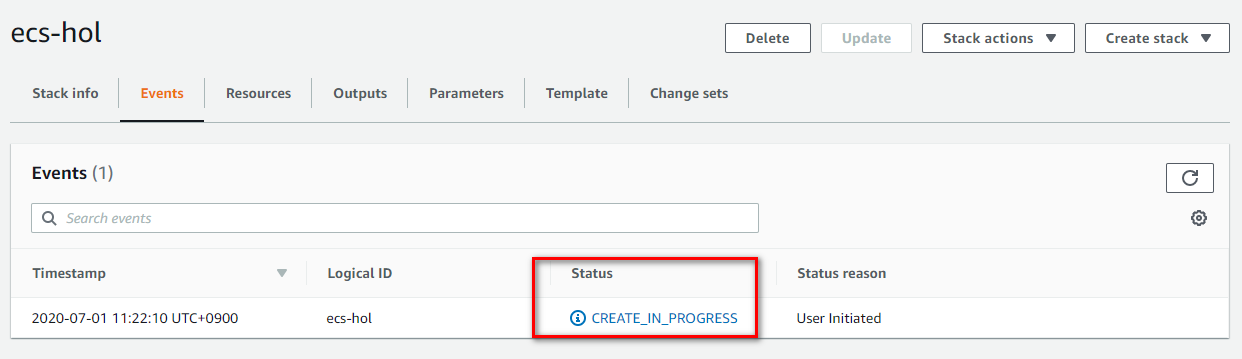 ecs-hol
Delete Update Stack actions Create stack
Stack info Events Resources Outputs Parameters Template Change sets
Events (1)
Search events
Timestamp Logical ID Status Status reason
2020-07-01 11:22:10 UTC+0900 ecs-hol CREATE_IN_PROGRESS User Initiated